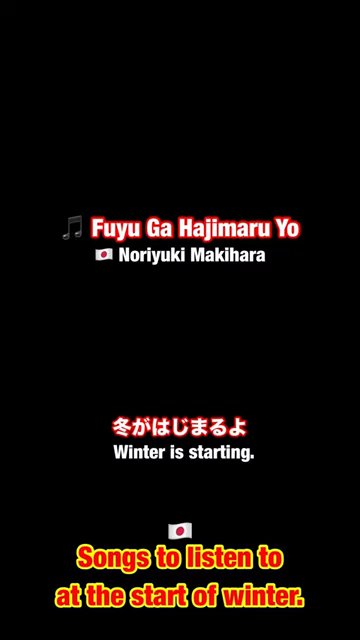 🎵 Fuyu Ga Hajimaru Yo
🇯🇵 Noriyuki Makihara
冬がはじまるよ
Winter is starting.
🇯🇵
Songs to listen to
at the start of winter.